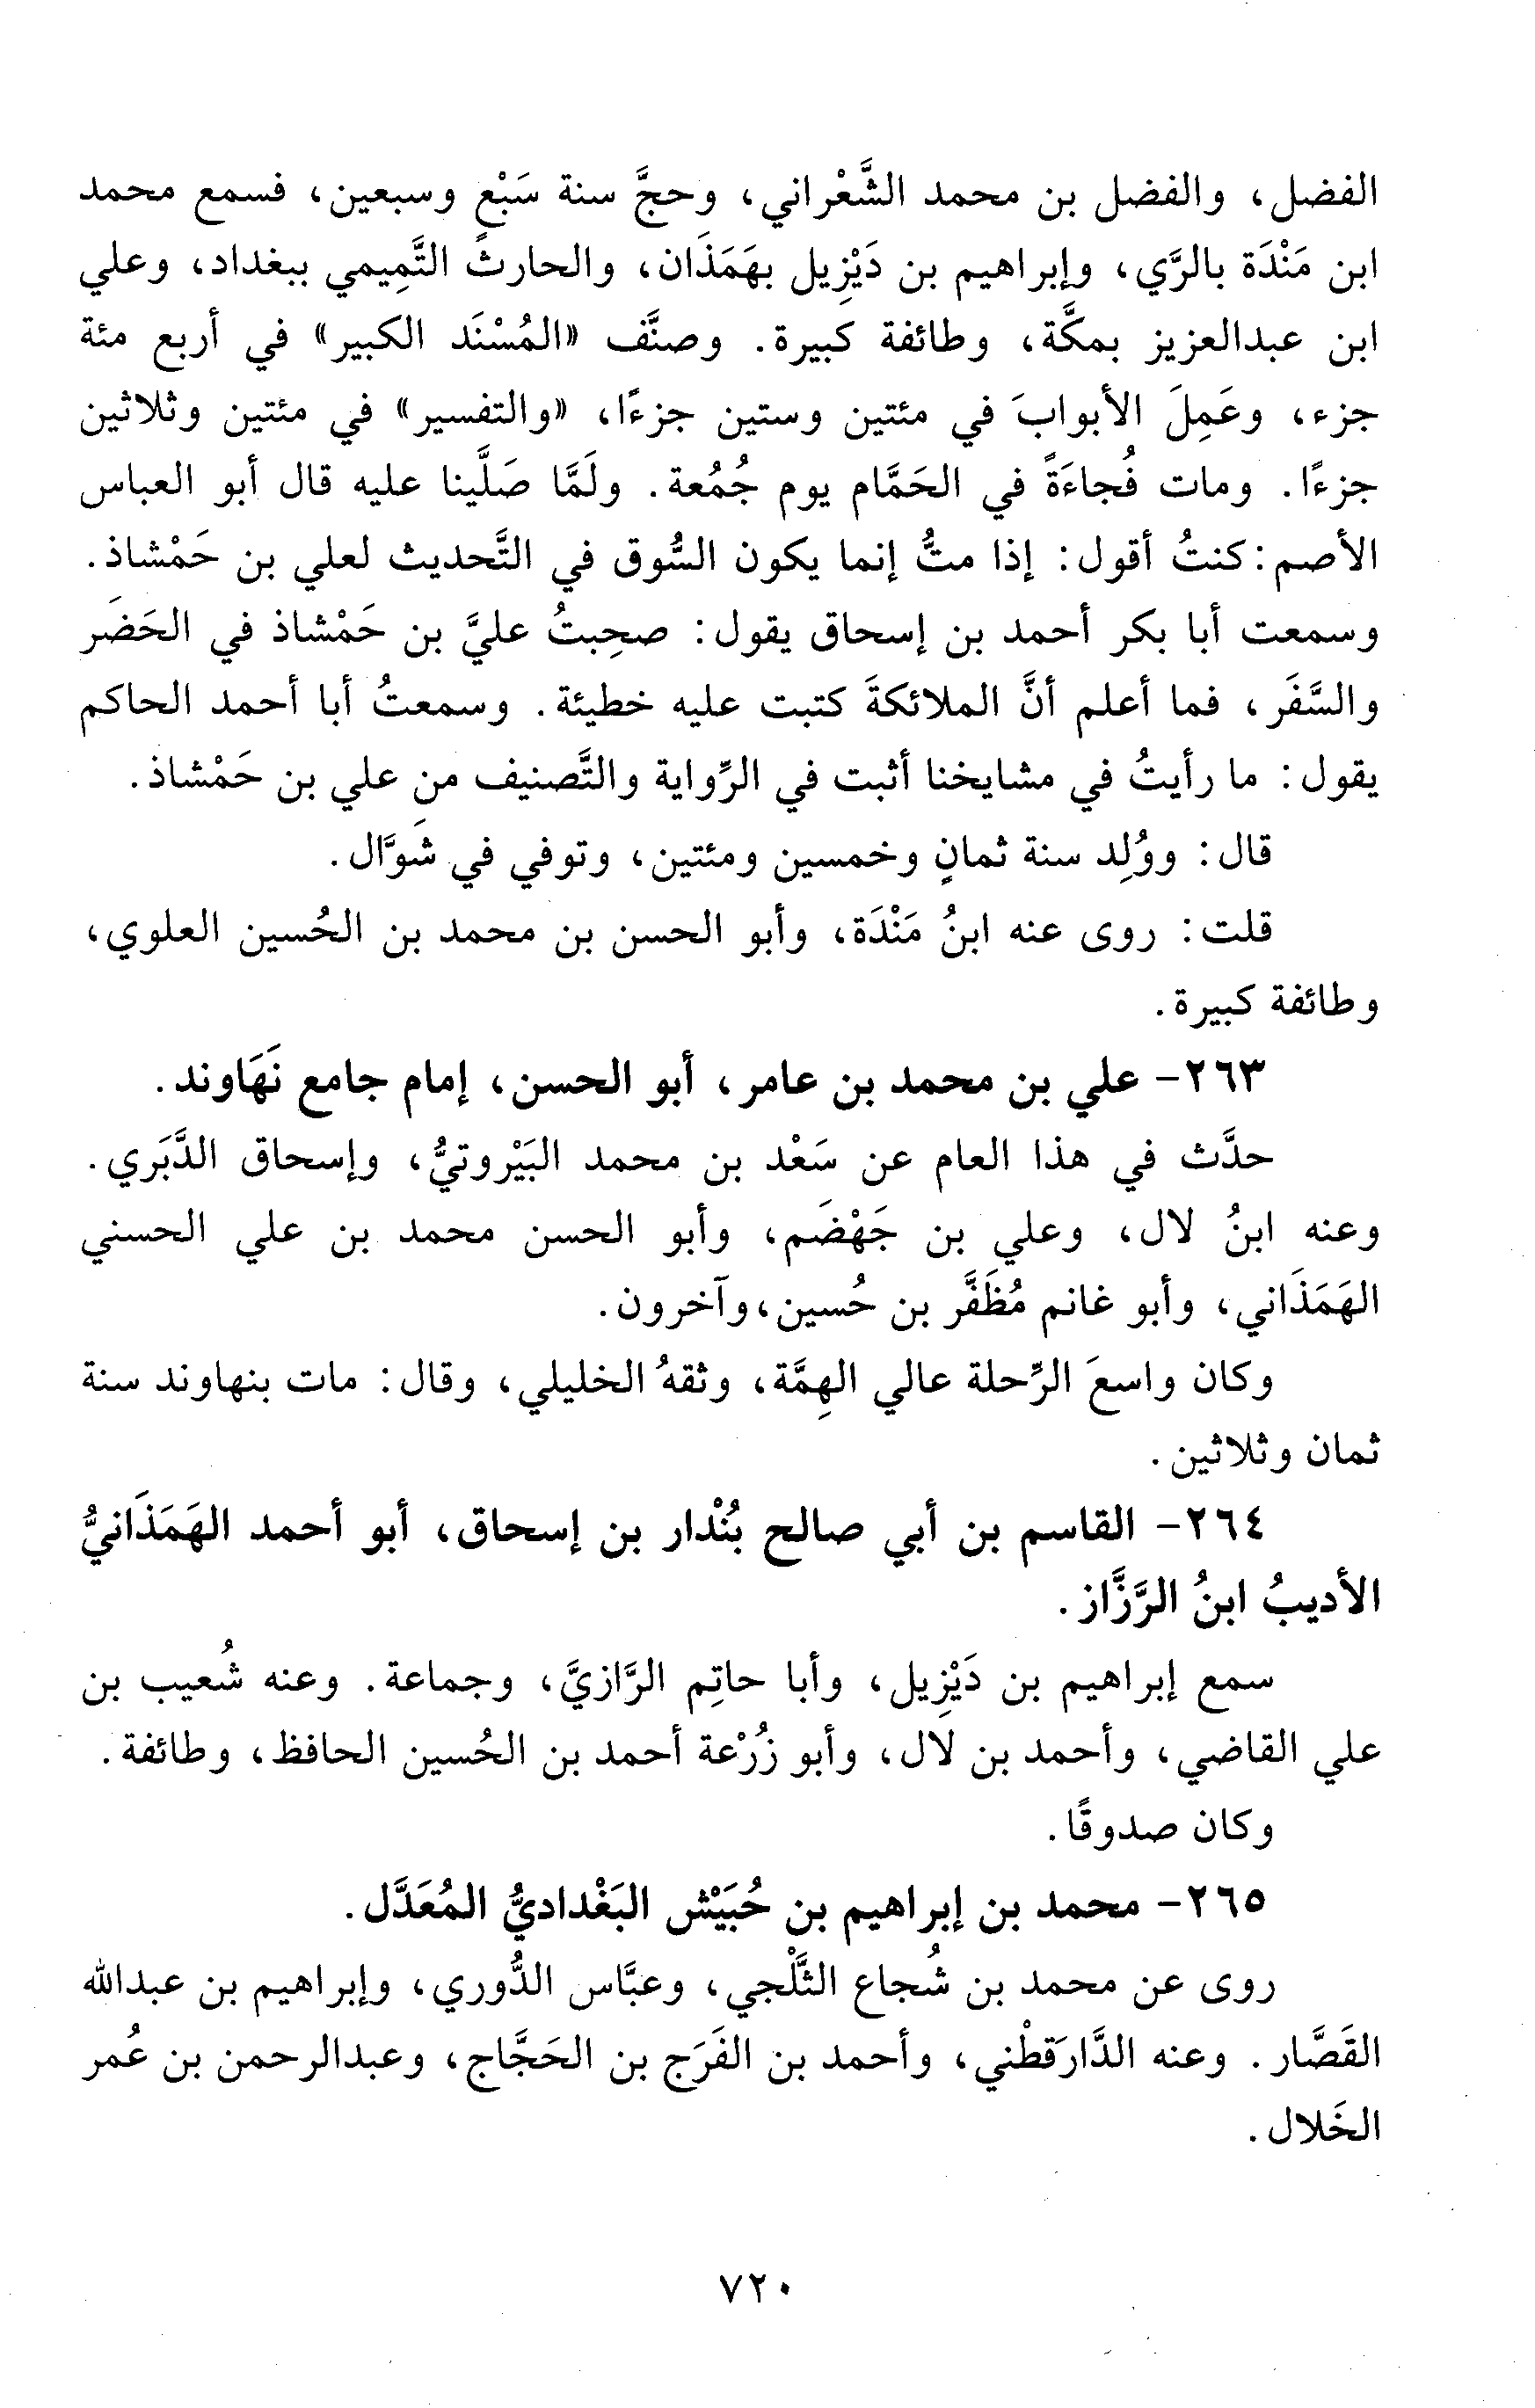 الفضل، والفضل بن محمد الشَّعْراني، وحجَّ سنة سَبْعٍ وسبعين، فسمع محمد
ابن مَنْدَة بالرَّي، وإبراهيم بن دَيْزِيل بهَمَذَان، والحارثَ التَّمِيمي ببغداد، وعلي
ابن عبدالعزيز بمكَّة، وطائفة كبيرة. وصنَّف «المُسْنَد الكبير» في أربع مئة
جزء، وعَمِلَ الأبوابَ في مئتين وستين جزءًا، «والتفسير» في مئتين وثلاثين
جزءًا. ومات فُجاءَةً في الحَمَّام يوم جُمُعة. ولَمَّا صَلَّينا عليه قال أبو العباس
الأصم: كنتُ أقول: إذا متُّ إنما يكون السُّوق في التَّحديث لعلي بن حَمْشاذ.
وسمعت أبا بكر أحمد بن إسحاق يقول: صحِبتُ عليَّ بن حَمْشاذ في الحَضَر
والسَّفَر، فما أعلم أنَّ الملائكةَ كتبت عليه خطيئة. وسمعتُ أبا أحمد الحاكم
يقول: ما رأيتُ في مشايخنا أثبت في الرِّواية والتَّصنيف من علي بن حَمْشاذ.
قال: ووُلِد سنة ثمانٍ وخمسين ومئتين، وتوفي في شَوَّال.
قلت: روى عنه ابنُ مَنْدَة، وأبو الحسن بن محمد بن الحُسين العلوي،
وطائفة كبيرة.
٢٦٣- علي بن محمد بن عامر، أبو الحسن، إمام جامع نَهَاوند.
حدَّث في هذا العام عن سَعْد بن محمد البَيْروتيُّ، وإسحاق الدَّبَري.
وعنه ابنُ لال، وعلي بن جَهْضَم، وأبو الحسن محمد بن علي الحسني
الهَمَذَاني، وأبو غانم مُظَفَّر بن حُسين، وآخرون.
وكان واسعَ الرِّحلة عالي الهِمَّة، وثقهُ الخليلي، وقال: مات بنهاوند سنة
ثمان وثلاثين.
٢٦٤- القاسم بن أبي صالح بُنْدار بن إسحاق، أبو أحمد الهَمَذَانيُّ
الأديبُ ابنُ الرَّزَّاز.
سمع إبراهيم بن دَيْزِيل، وأبا حاتِم الرَّازيَّ، وجماعة. وعنه شُعيب بن
علي القاضي، وأحمد بن لال، وأبو زُرْعة أحمد بن الحُسين الحافظ، وطائفة.
وكان صدوقًا.
٢٦٥- محمد بن إبراهيم بن حُبَيْش البَغْداديُّ المُعَدَّل.
روى عن محمد بن شُجاع الثَّلْجي، وعبَّاس الدُّوري، وإبراهيم بن عبدالله
القَصَّار. وعنه الدَّارَقطْني، وأحمد بن الفَرَج بن الحَجَّاج، وعبدالرحمن بن عُمر
الخَلال.
٧٢٠